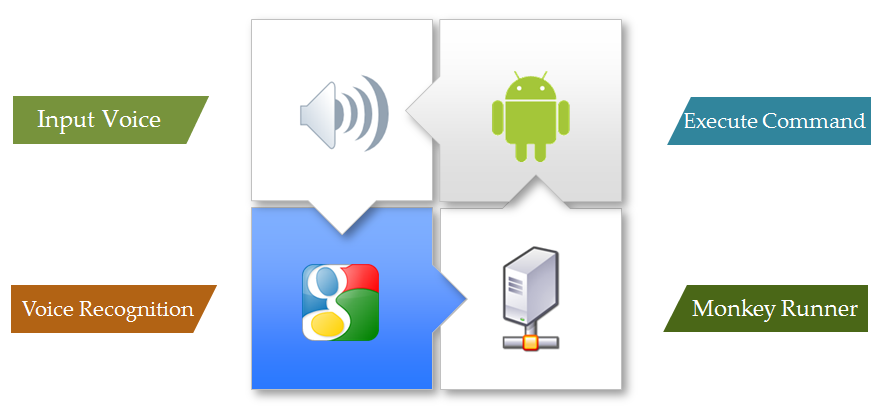 Input Voice
Execute Command
Voice Recognition
Monkey Runner